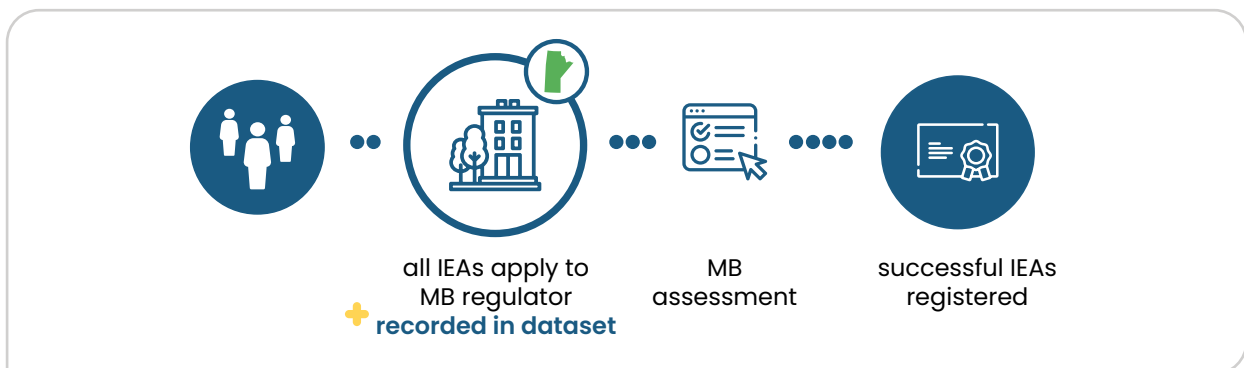 all IEAs apply to
MB regulator
recorded in dataset
MB
assessment
successful IEAs
registered